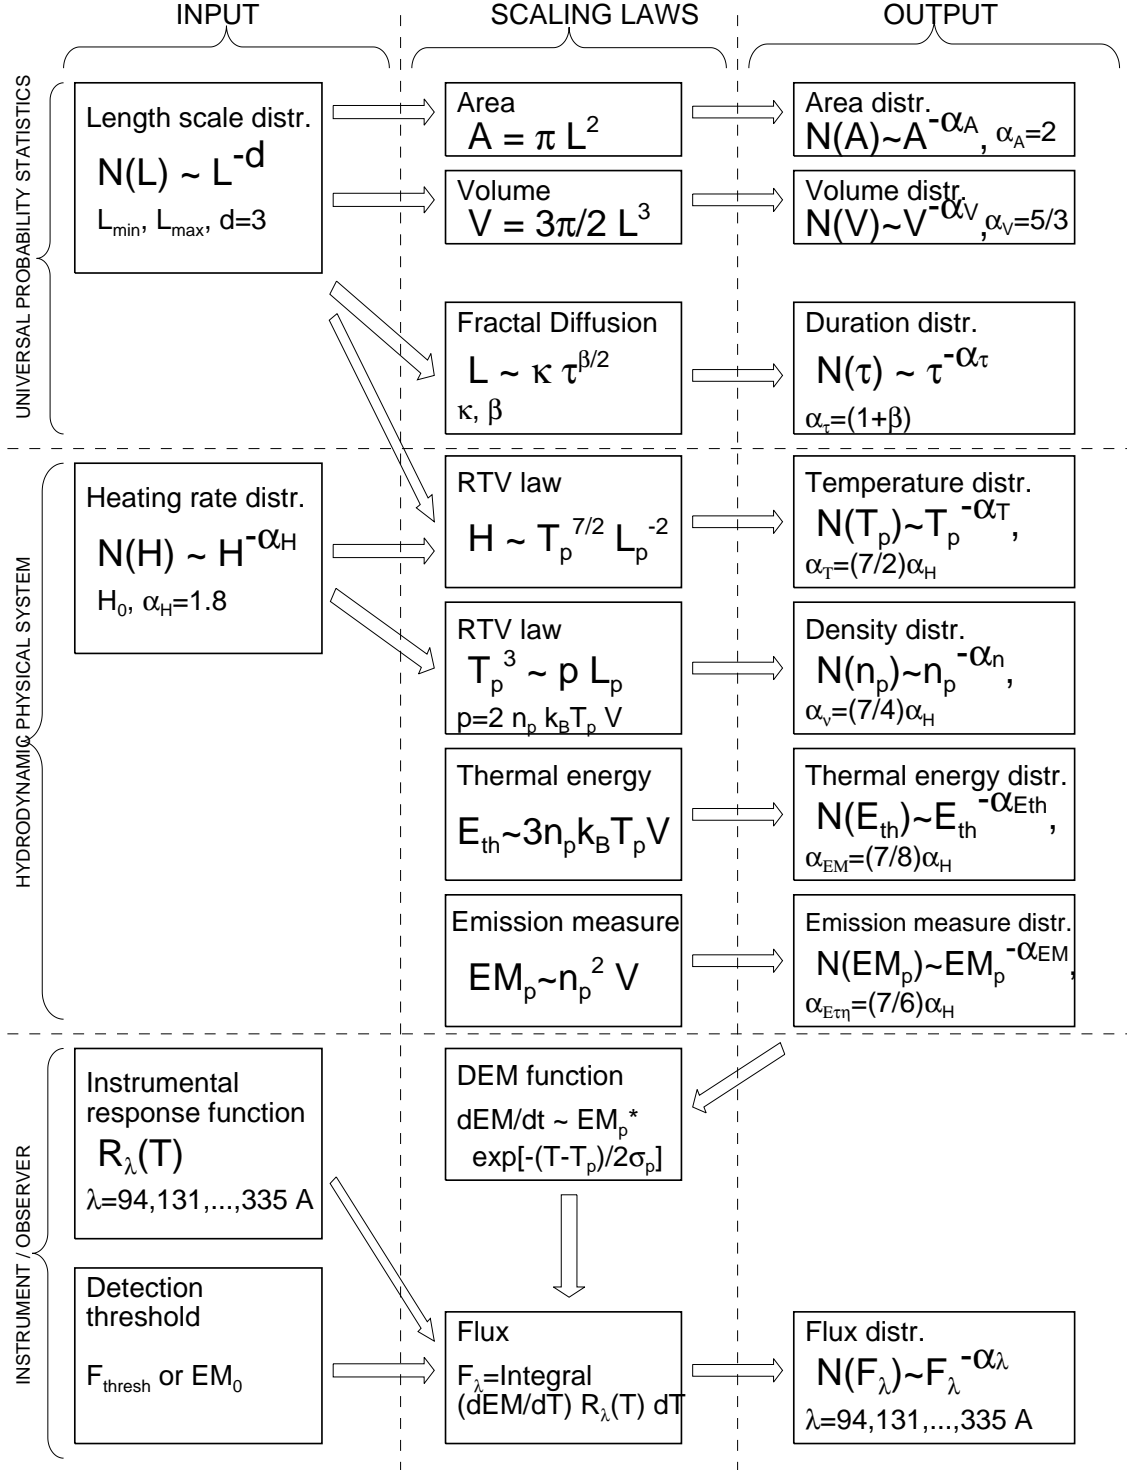 INPUT
SCALING LAWS
OUTPUT
UNIVERSAL PROBABILITY STATISTICS
Length scale distr.
N(L) ~ L^-d
L_min, L_max, d=3
Area
A = π L^2
Area distr.
N(A)~A^-α_A, α_A=2
Volume
V = 3π/2 L^3
Volume distr.
N(V)~V^-α_V, α_V=5/3
Fractal Diffusion
L ~ κ τ^β/2
κ, β
Duration distr.
N(τ) ~ τ^-α_τ
α_τ=(1+β)
HYDRODYNAMIC PHYSICAL SYSTEM
Heating rate distr.
N(H) ~ H^-α_H
H_0, α_H=1.8
RTV law
H ~ T_p^7/2 L_p^-2
Temperature distr.
N(T_p)~T_p^-α_T,
α_T=(7/2)α_H
RTV law
T_p^3 ~ p L_p
p=2 n_p k_BT_p V
Density distr.
N(n_p)~n_p^-α_n,
α_ν=(7/4)α_H
Thermal energy
E_th~3n_pk_BT_pV
Thermal energy distr.
N(E_th)~E_th^-α_Eth,
α_EM=(7/8)α_H
Emission measure
EM_p~n_p^2 V
Emission measure distr.
N(EM_p)~EM_p^-α_EM,
α_Eτη=(7/6)α_H
INSTRUMENT / OBSERVER
Instrumental
response function
R_λ(T)
λ=94,131,...,335 A
DEM function
dEM/dt ~ EM_p*
exp[-(T-T_p)/2σ_p]
Detection
threshold
F_thresh or EM_0
Flux
F_λ=Integral
(dEM/dT) R_λ(T) dT
Flux distr.
N(F_λ)~F_λ^-α_λ
λ=94,131,...,335 A